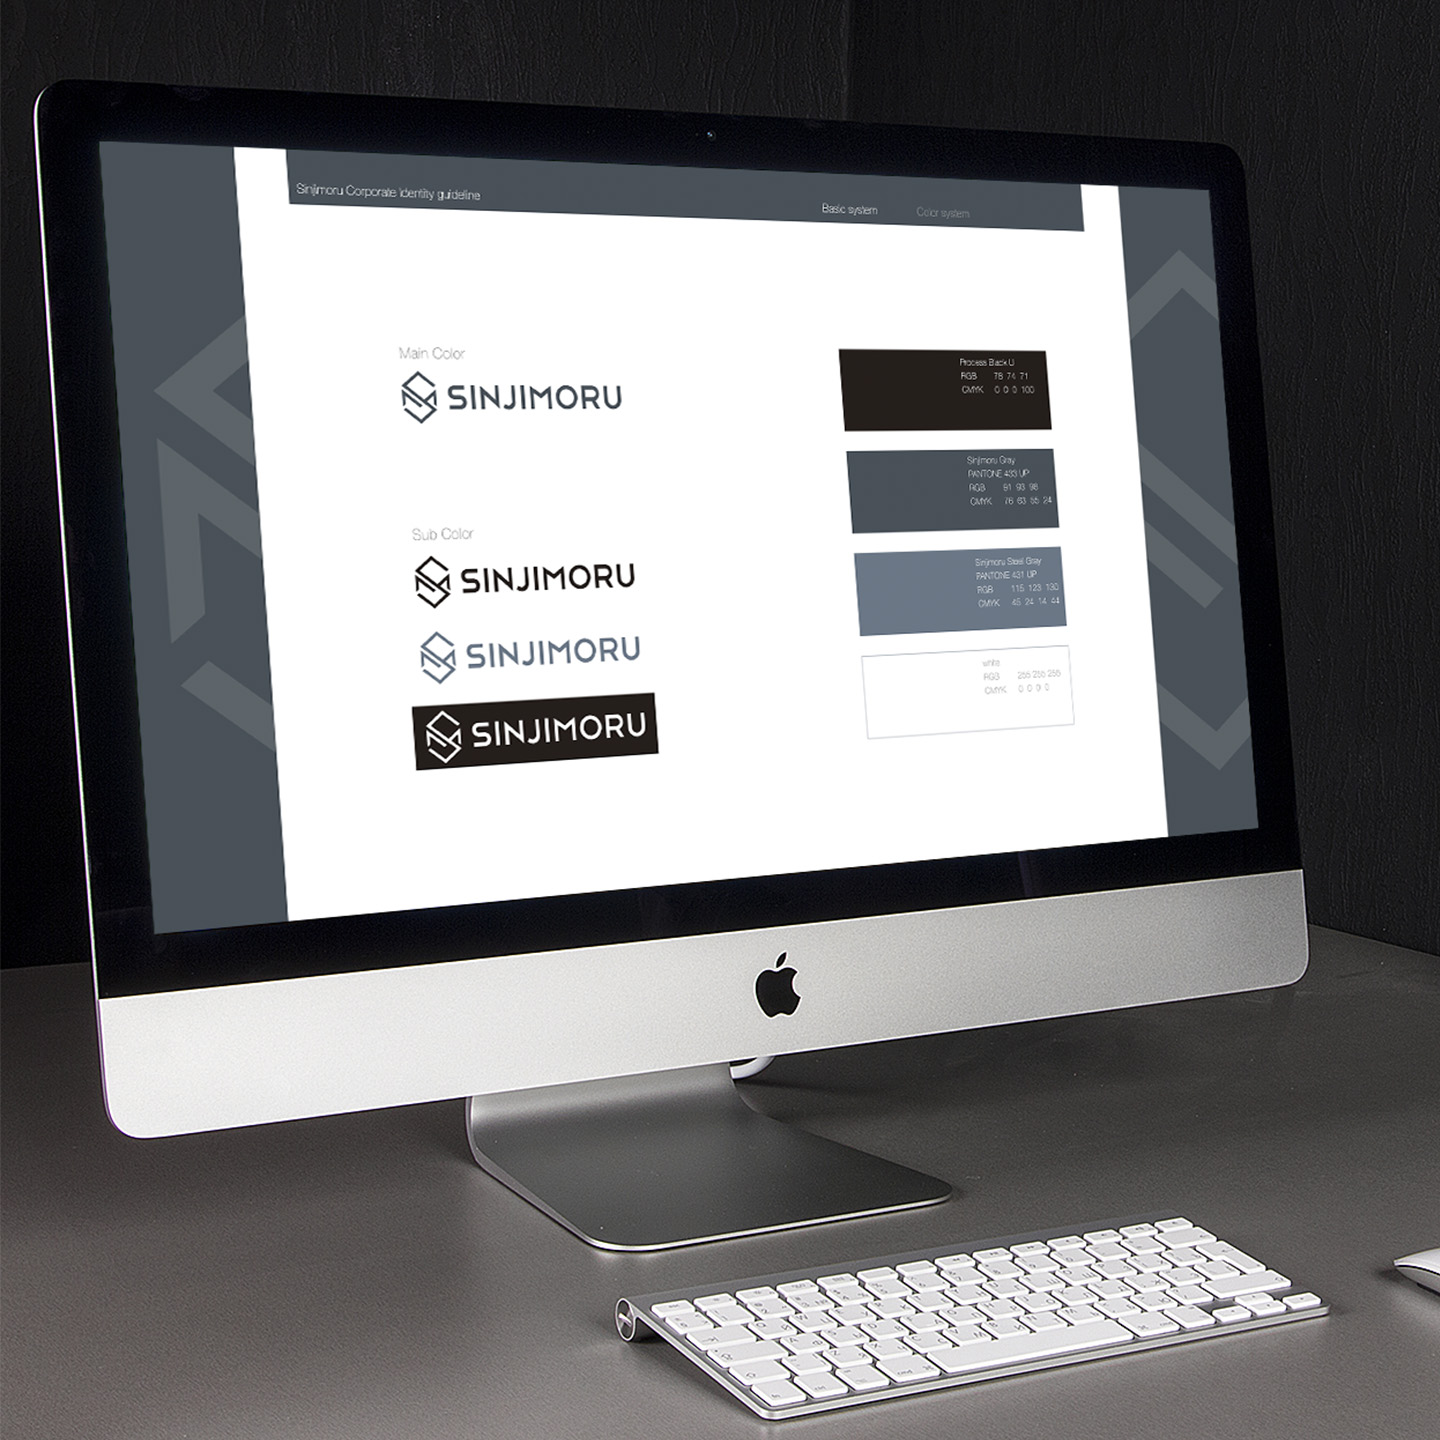 Sinjimoru Corporate Identity guideline
Basic system
Color system
Main Color
SINJIMORU
Sub Color
SINJIMORU
SINJIMORU
SINJIMORU
Process Black U
RGB 78 74 71
CMYK 0 0 0 100
Sinjimoru Gray
PANTONE 433 UP
RGB 91 93 98
CMYK 76 63 55 24
Sinjimoru Steel Gray
PANTONE 431 UP
RGB 115 123 130
CMYK 45 24 14 44
white
RGB 255 255 255
CMYK 0 0 0 0